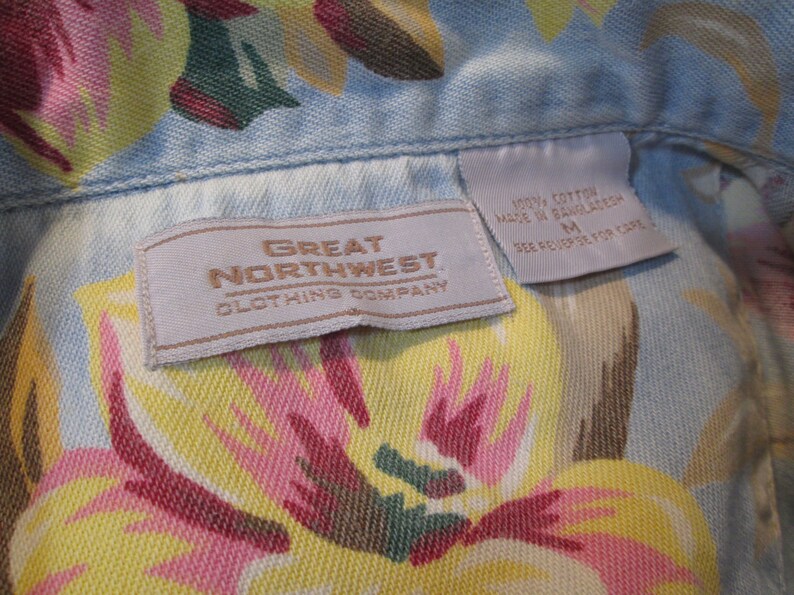 GREAT
NORTHWEST
CLOTHING COMPANY
100% COTTON
MADE IN BANGLADESH
M
SEE REVERSE FOR CARE